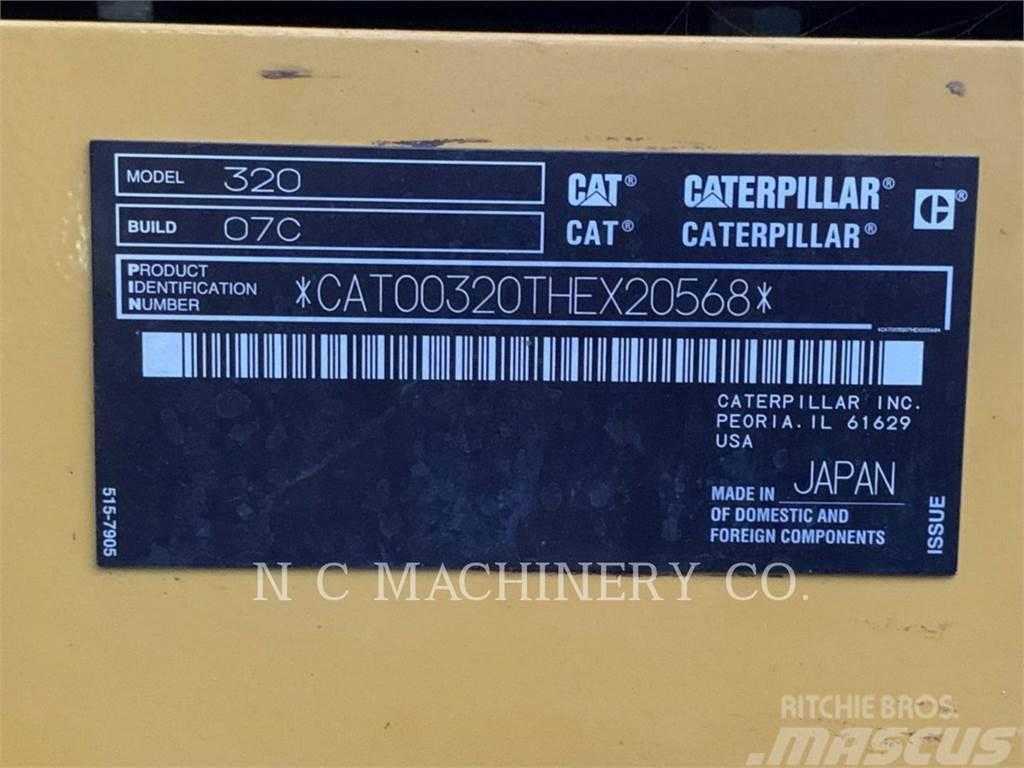 MODEL 320
BUILD 07C
CAT® CATERPILLAR® ®
CAT® CATERPILLAR®
PRODUCT
IDENTIFICATION
NUMBER
*CAT00320THEX20568*
CATERPILLAR INC.
PEORIA.IL 61629
USA
MADE IN JAPAN
OF DOMESTIC AND
FOREIGN COMPONENTS
515-7905
ISSUE
N C MACHINERY CO.
RITCHIE BROS.
MASCUS